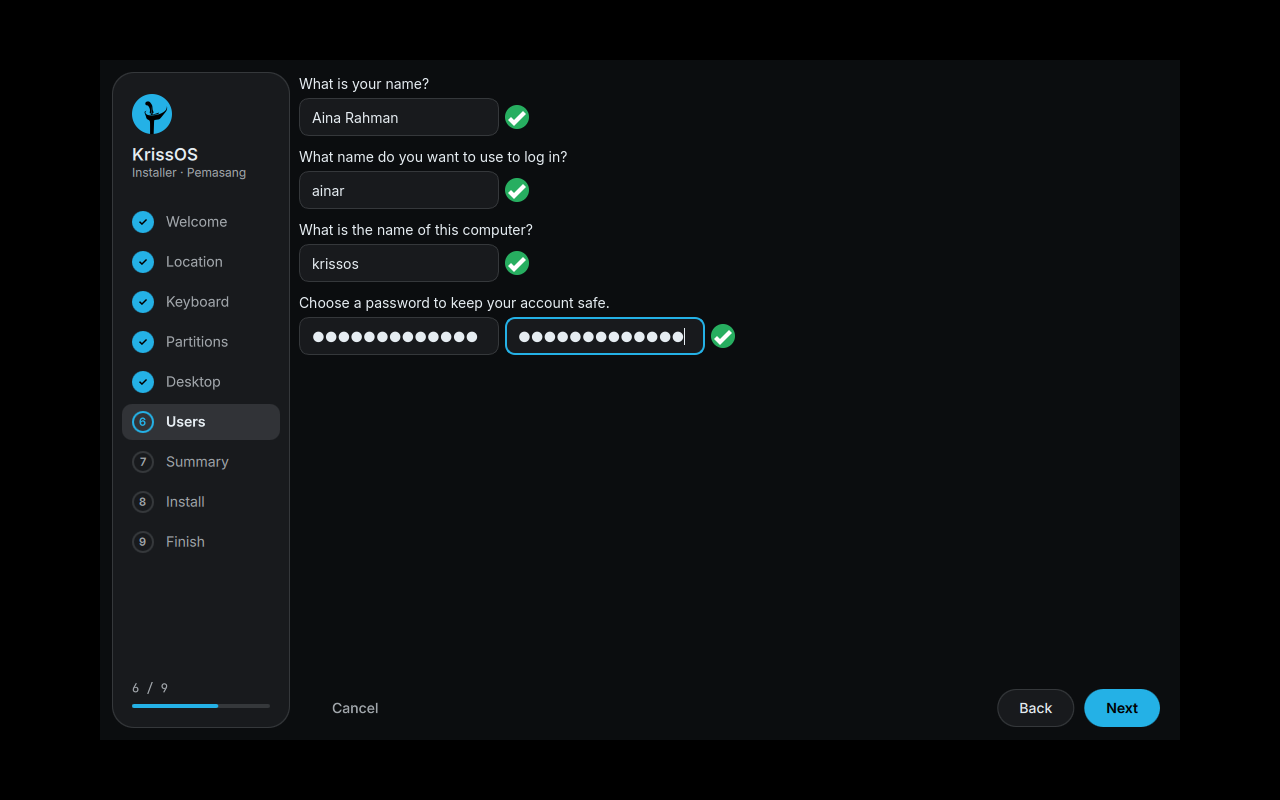 KrissOS
Installer · Pemasang
Welcome
Location
Keyboard
Partitions
Desktop
6 Users
7 Summary
8 Install
9 Finish
6 / 9
What is your name?
Aina Rahman
What name do you want to use to log in?
ainar
What is the name of this computer?
krissos
Choose a password to keep your account safe.
●●●●●●●●●●●●● ●●●●●●●●●●●●●
Cancel
Back
Next